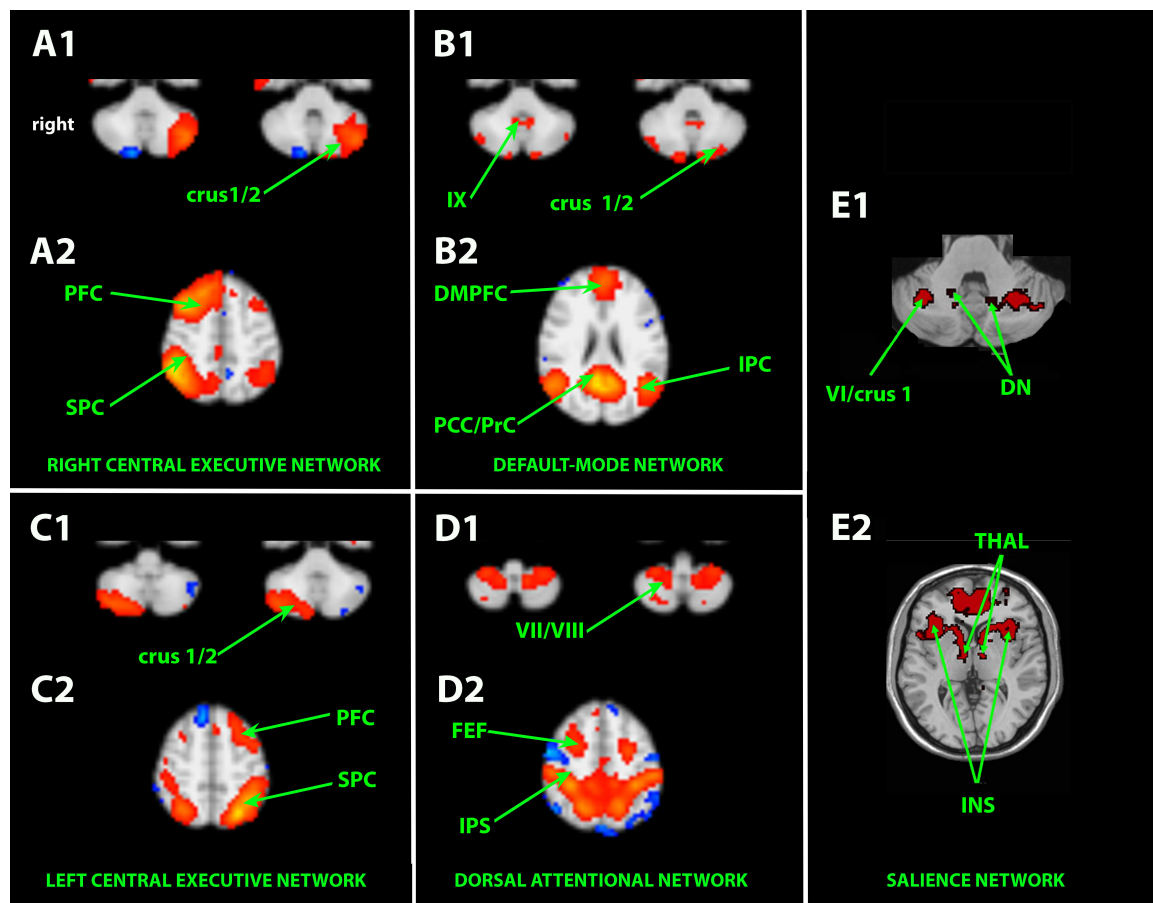 A1
right
crus1/2
A2
PFC
SPC
RIGHT CENTRAL EXECUTIVE NETWORK
B1
IX
crus 1/2
B2
DMPFC
IPC
PCC/PrC
DEFAULT-MODE NETWORK
C1
crus 1/2
C2
PFC
SPC
LEFT CENTRAL EXECUTIVE NETWORK
D1
VII/VIII
D2
FEF
IPS
DORSAL ATTENTIONAL NETWORK
E1
VI/crus 1
DN
E2
THAL
INS
SALIENCE NETWORK